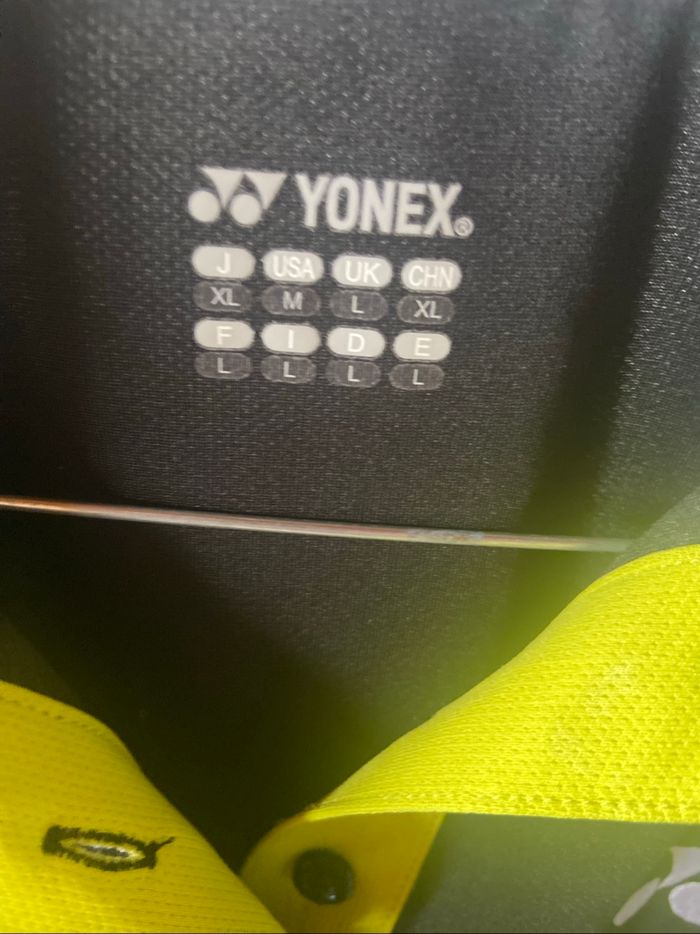 YONEX®
J USA UK CHN
XL M L XL
F I D E
L L L L